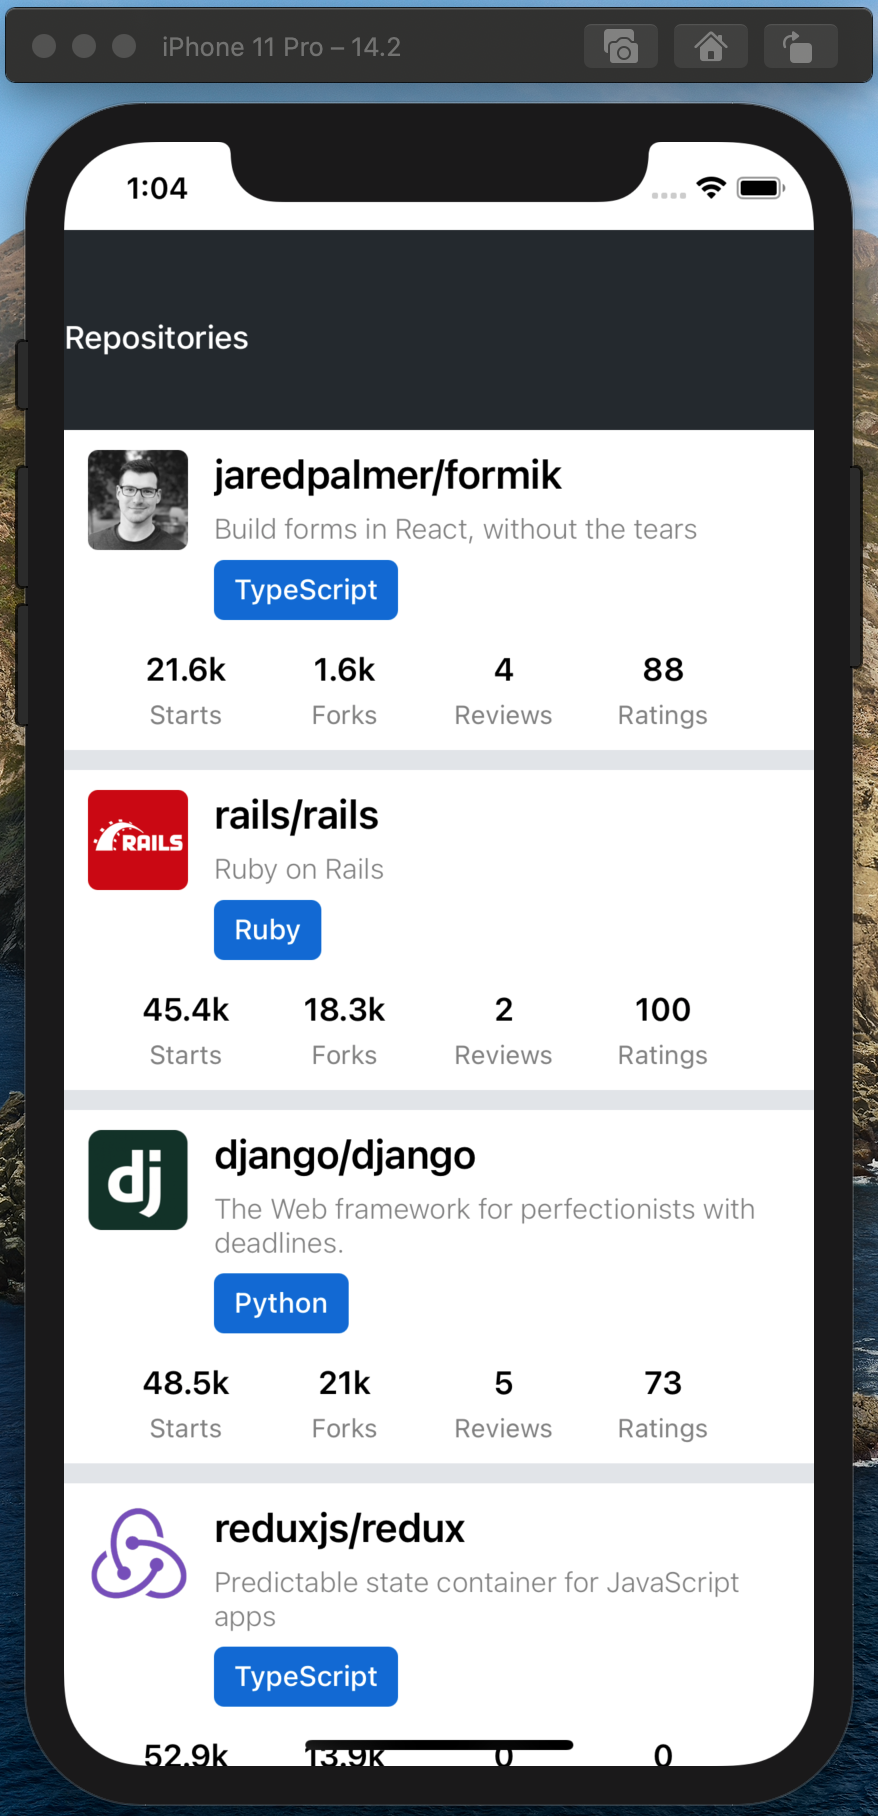 iPhone 11 Pro – 14.2
1:04
Repositories
jaredpalmer/formik
Build forms in React, without the tears
TypeScript
21.6k 1.6k 4 88
Starts Forks Reviews Ratings
RAILS
rails/rails
Ruby on Rails
Ruby
45.4k 18.3k 2 100
Starts Forks Reviews Ratings
dj
django/django
The Web framework for perfectionists with
deadlines.
Python
48.5k 21k 5 73
Starts Forks Reviews Ratings
reduxjs/redux
Predictable state container for JavaScript
apps
TypeScript
52.9k 13.9k 0 0